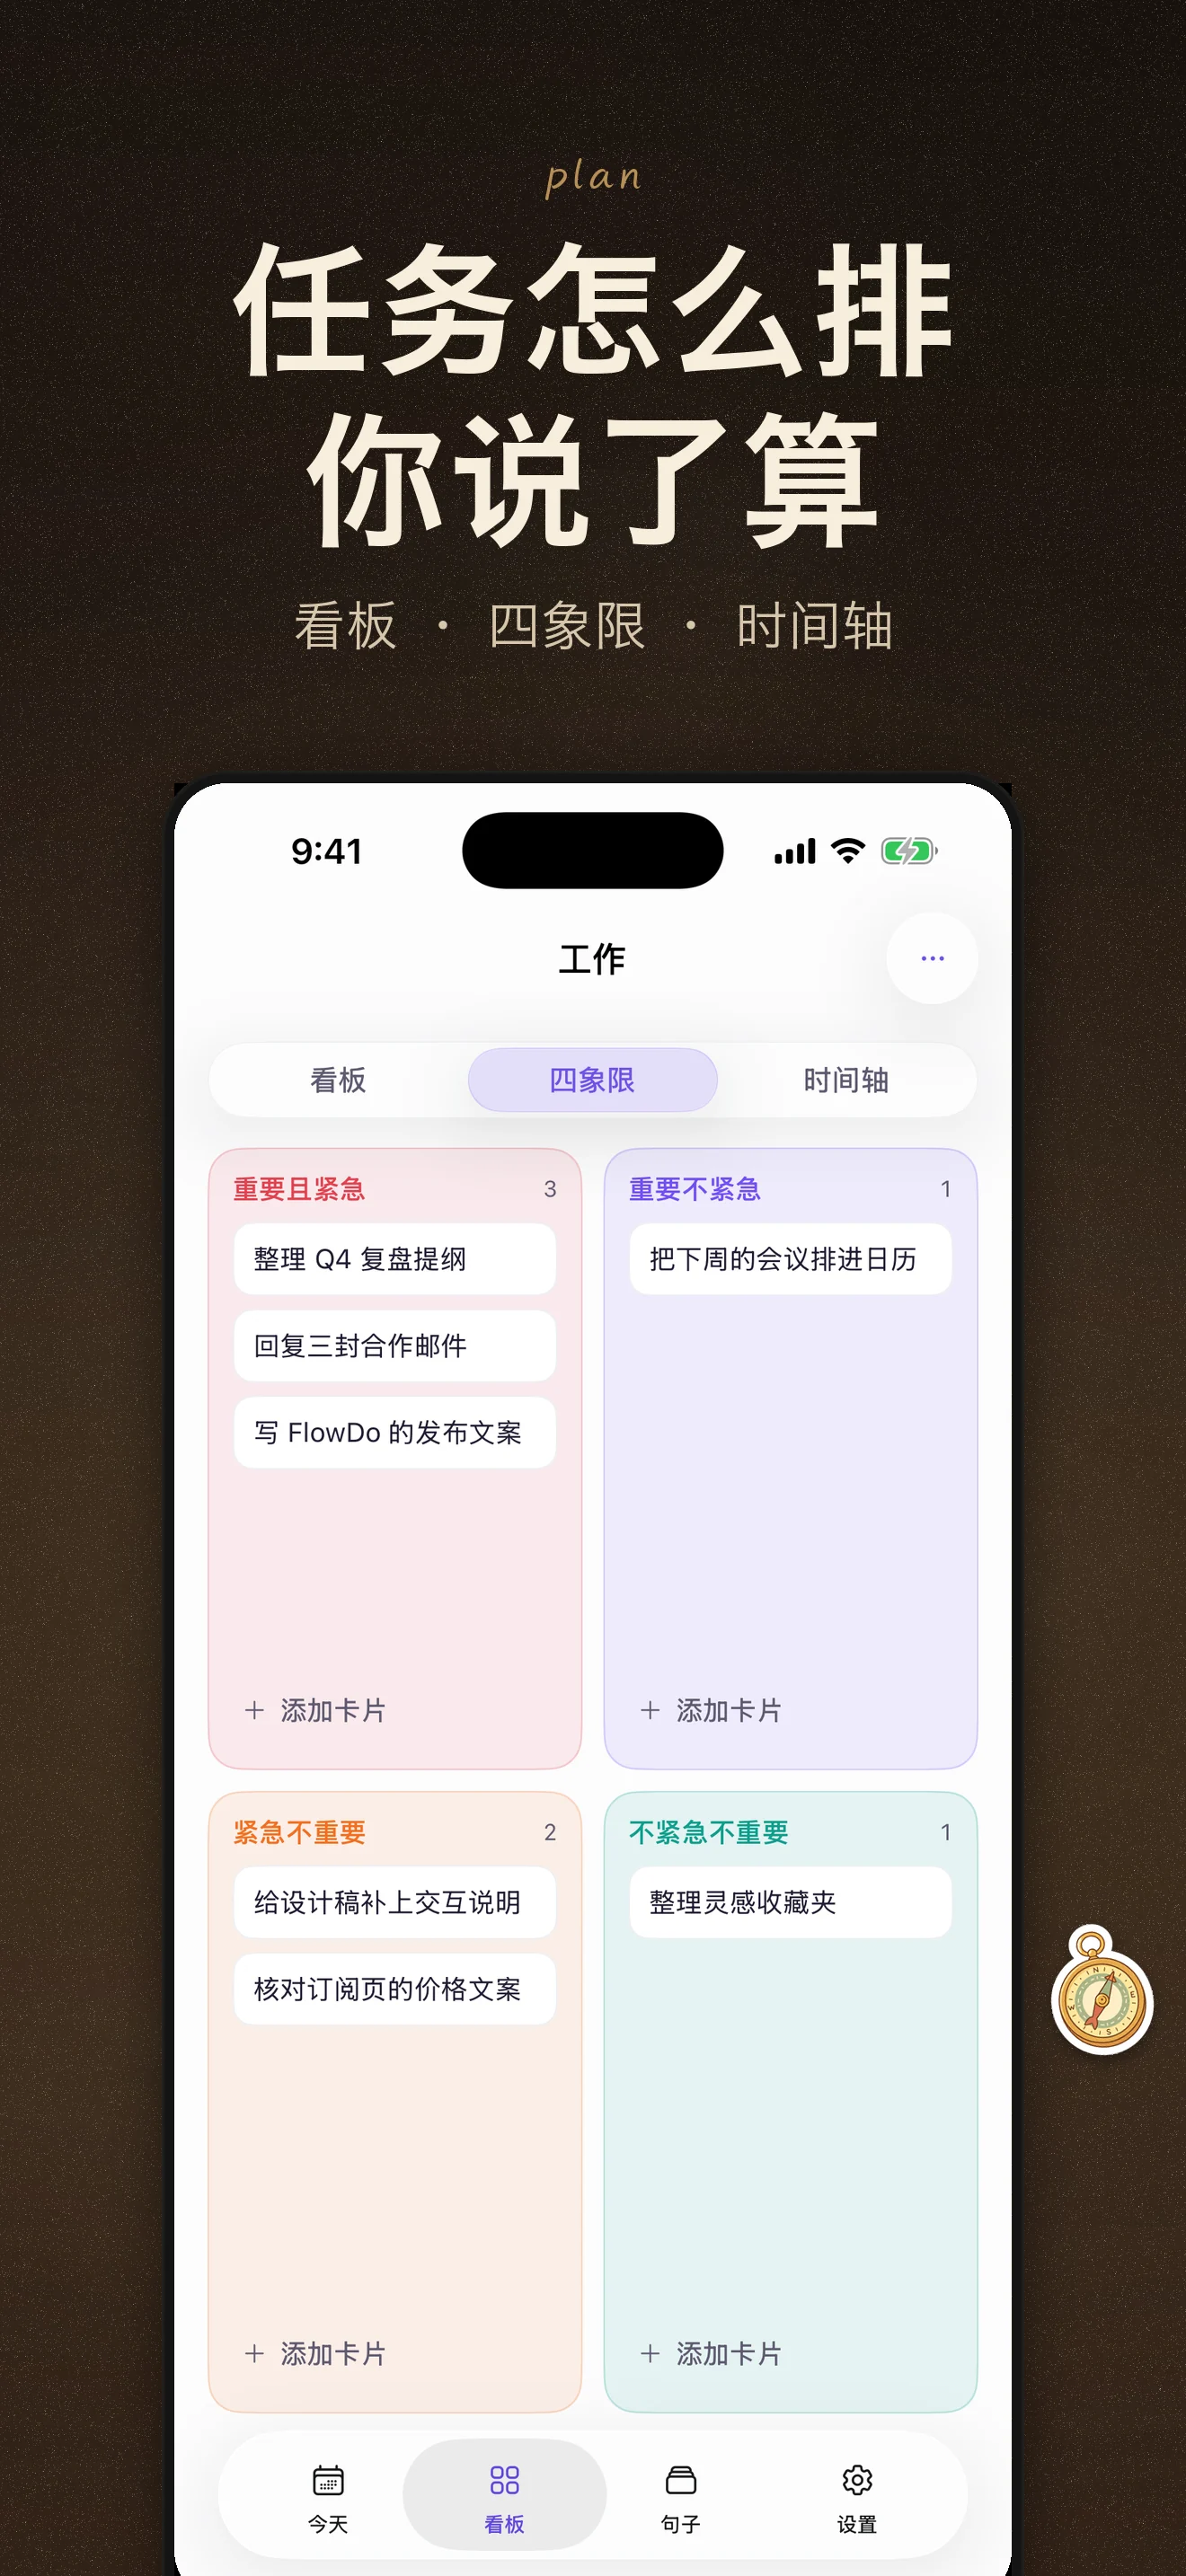 plan
任务怎么排
你说了算
看板 · 四象限 · 时间轴
9:41
工作
看板 四象限 时间轴
重要且紧急 3
整理 Q4 复盘提纲
回复三封合作邮件
写 FlowDo 的发布文案
+ 添加卡片
重要不紧急 1
把下周的会议排进日历
+ 添加卡片
紧急不重要 2
给设计稿补上交互说明
核对订阅页的价格文案
+ 添加卡片
不紧急不重要 1
整理灵感收藏夹
+ 添加卡片
N
E
S
W
今天 看板 句子 设置